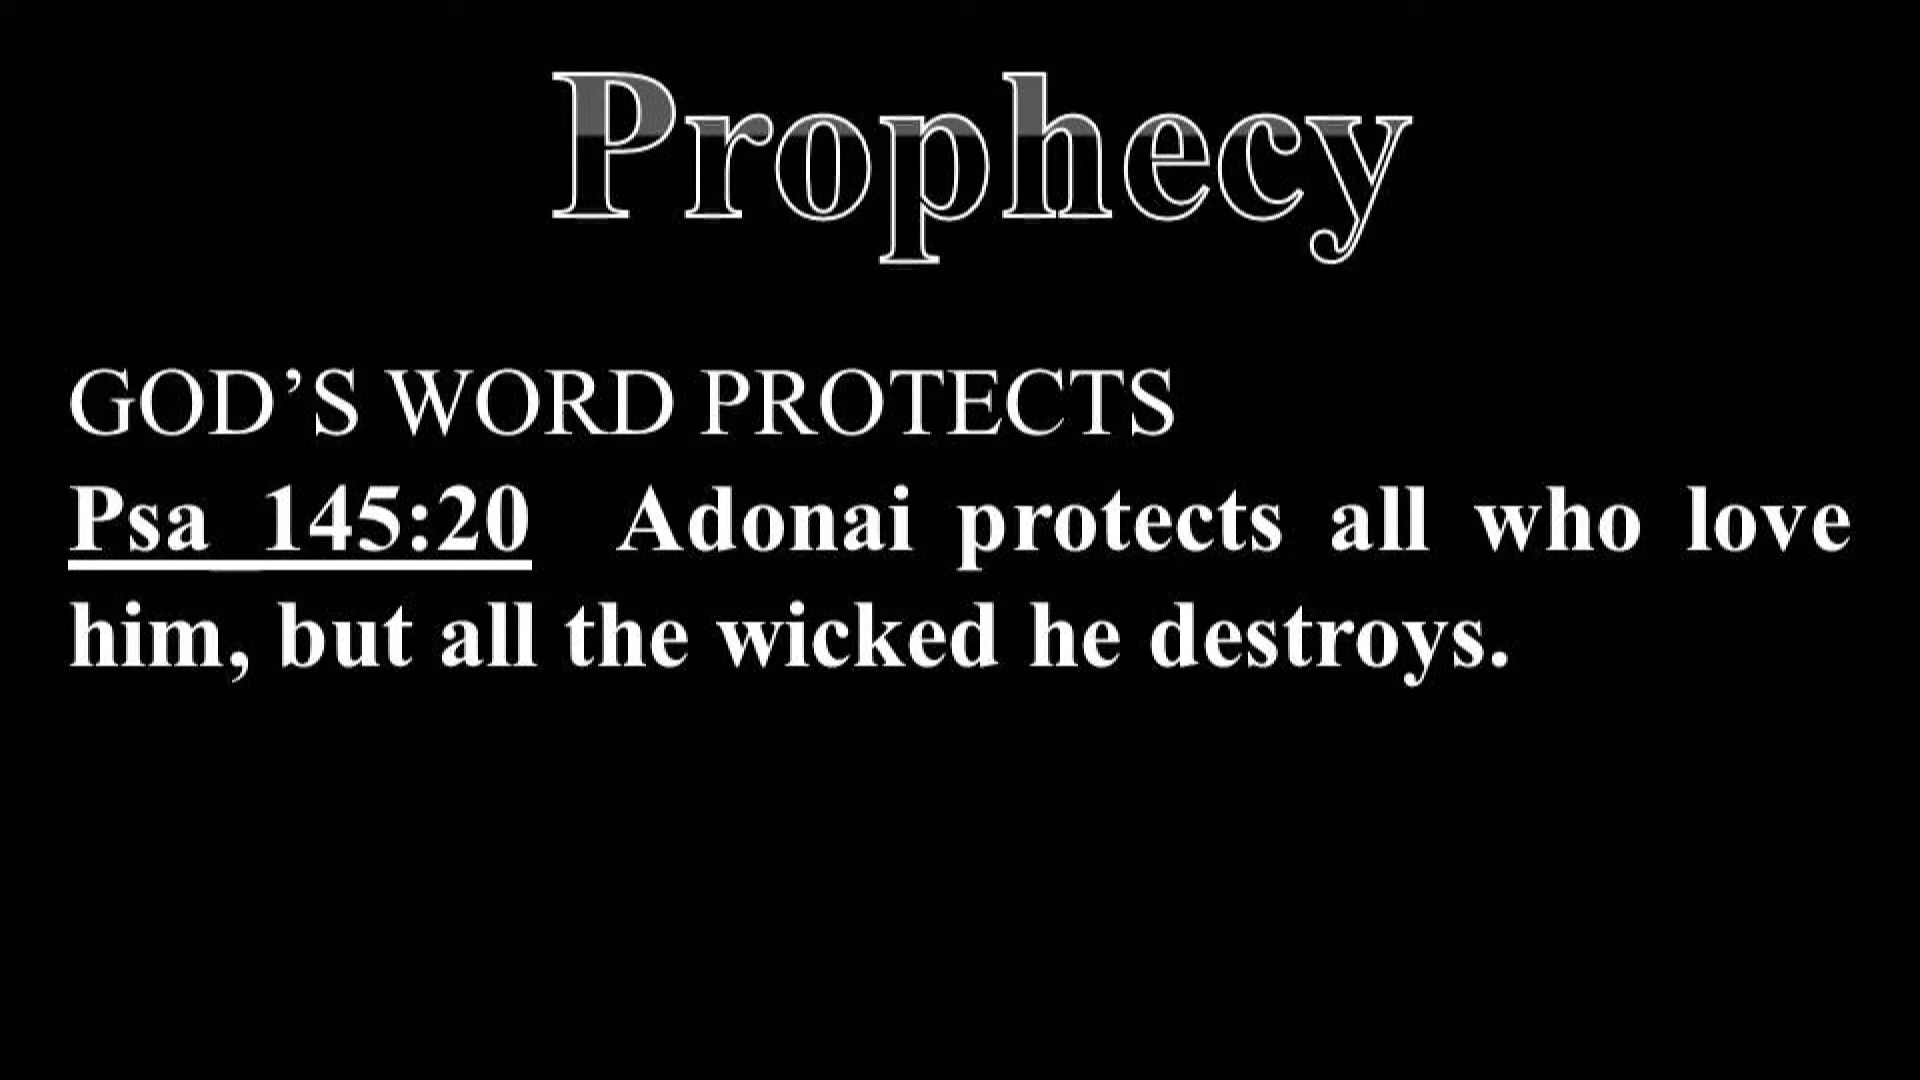 Prophecy
GOD’S WORD PROTECTS
Psa 145:20 Adonai protects all who love
him, but all the wicked he destroys.